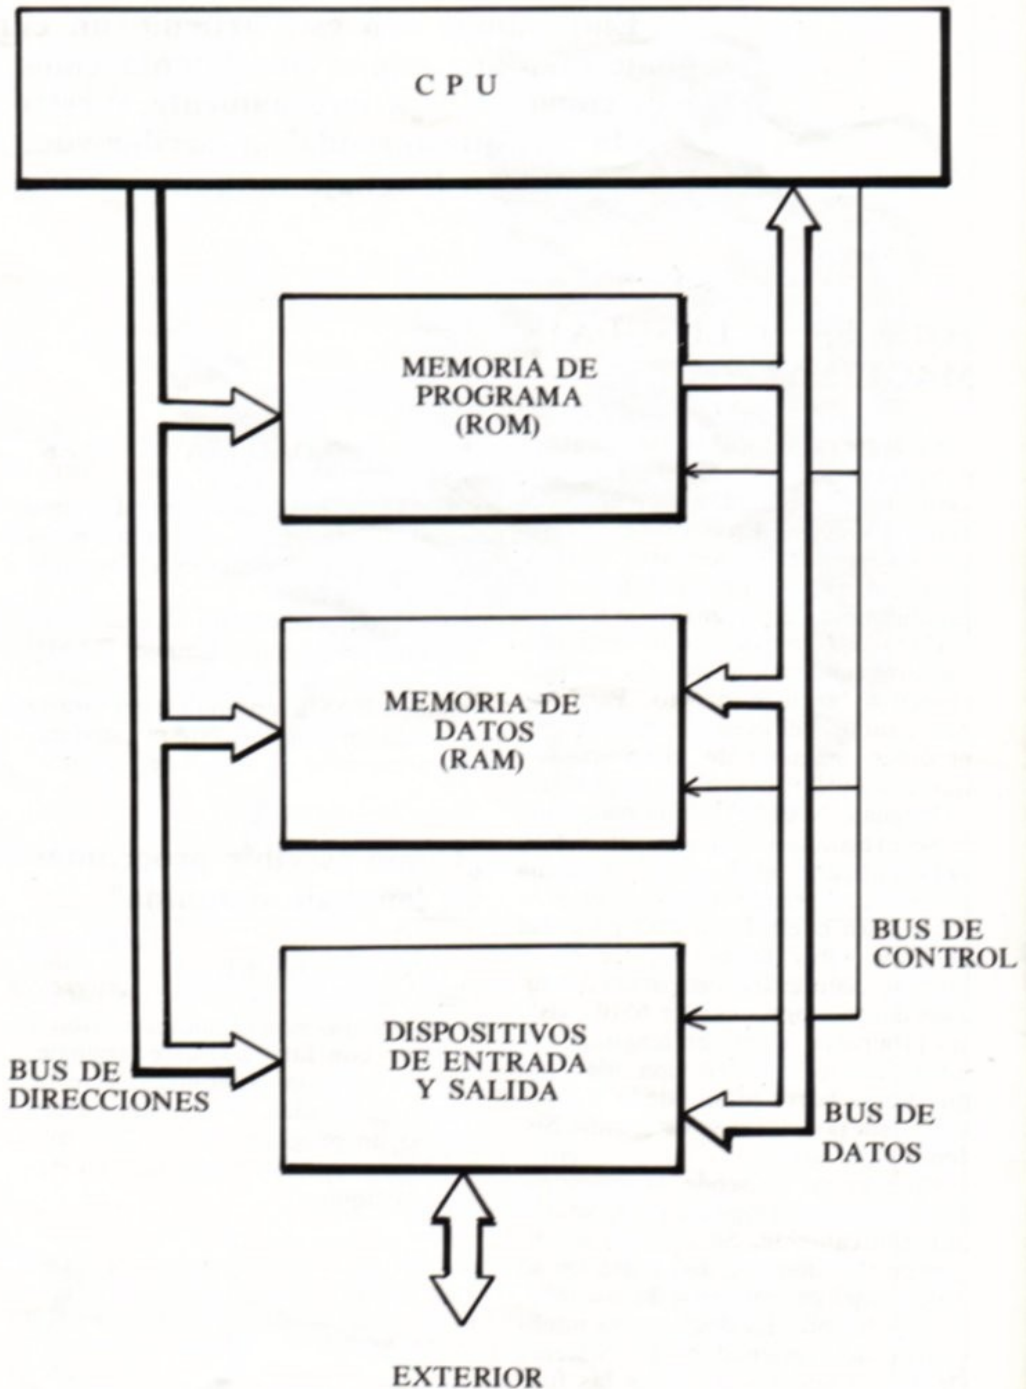 C P U
MEMORIA DE
PROGRAMA
(ROM)
MEMORIA DE
DATOS
(RAM)
BUS DE
CONTROL
DISPOSITIVOS
DE ENTRADA
Y SALIDA
BUS DE
DIRECCIONES
BUS DE
DATOS
EXTERIOR